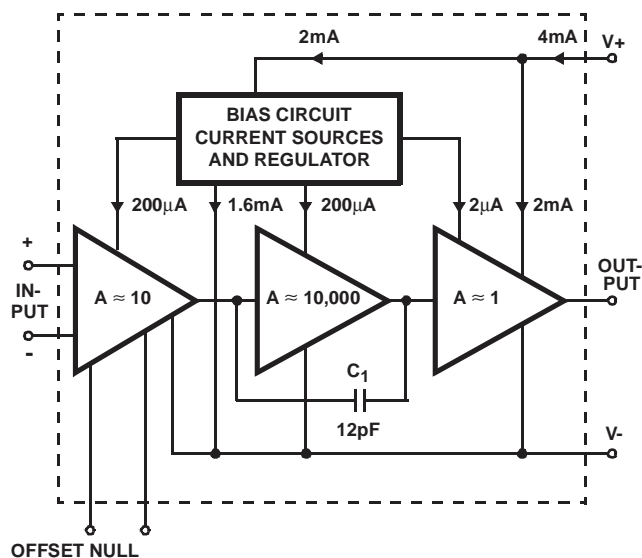 2mA
4mA
V+
BIAS CIRCUIT
CURRENT SOURCES
AND REGULATOR
200μA
1.6mA
200μA
2μA
2mA
+
IN-
PUT
-
A ≈ 10
A ≈ 10,000
A ≈ 1
OUT-
PUT
C1
12pF
V-
OFFSET NULL